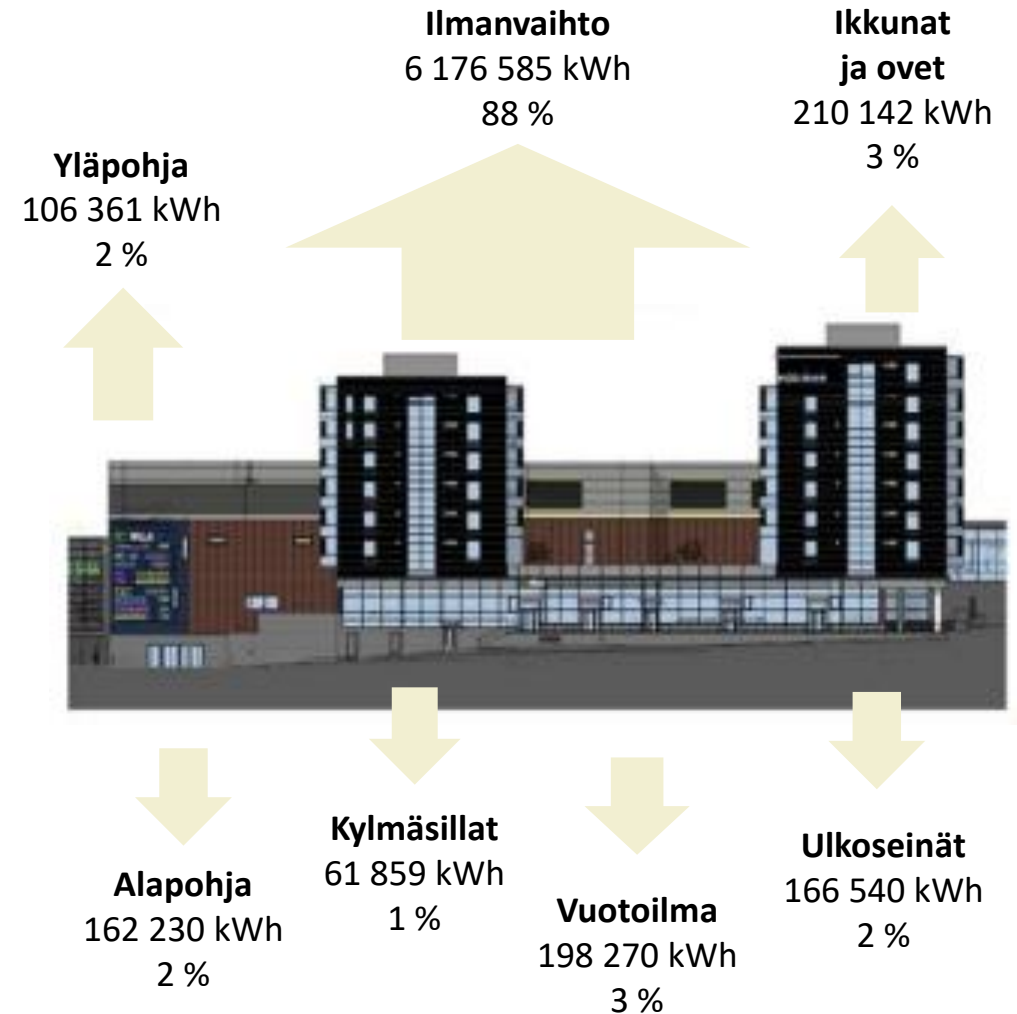 Ilmanvaihto
6 176 585 kWh
88 %
Ikkunat
ja ovet
210 142 kWh
3 %
Yläpohja
106 361 kWh
2 %
Alapohja
162 230 kWh
2 %
Kylmäsillat
61 859 kWh
1 %
Vuotoilma
198 270 kWh
3 %
Ulkoseinät
166 540 kWh
2 %